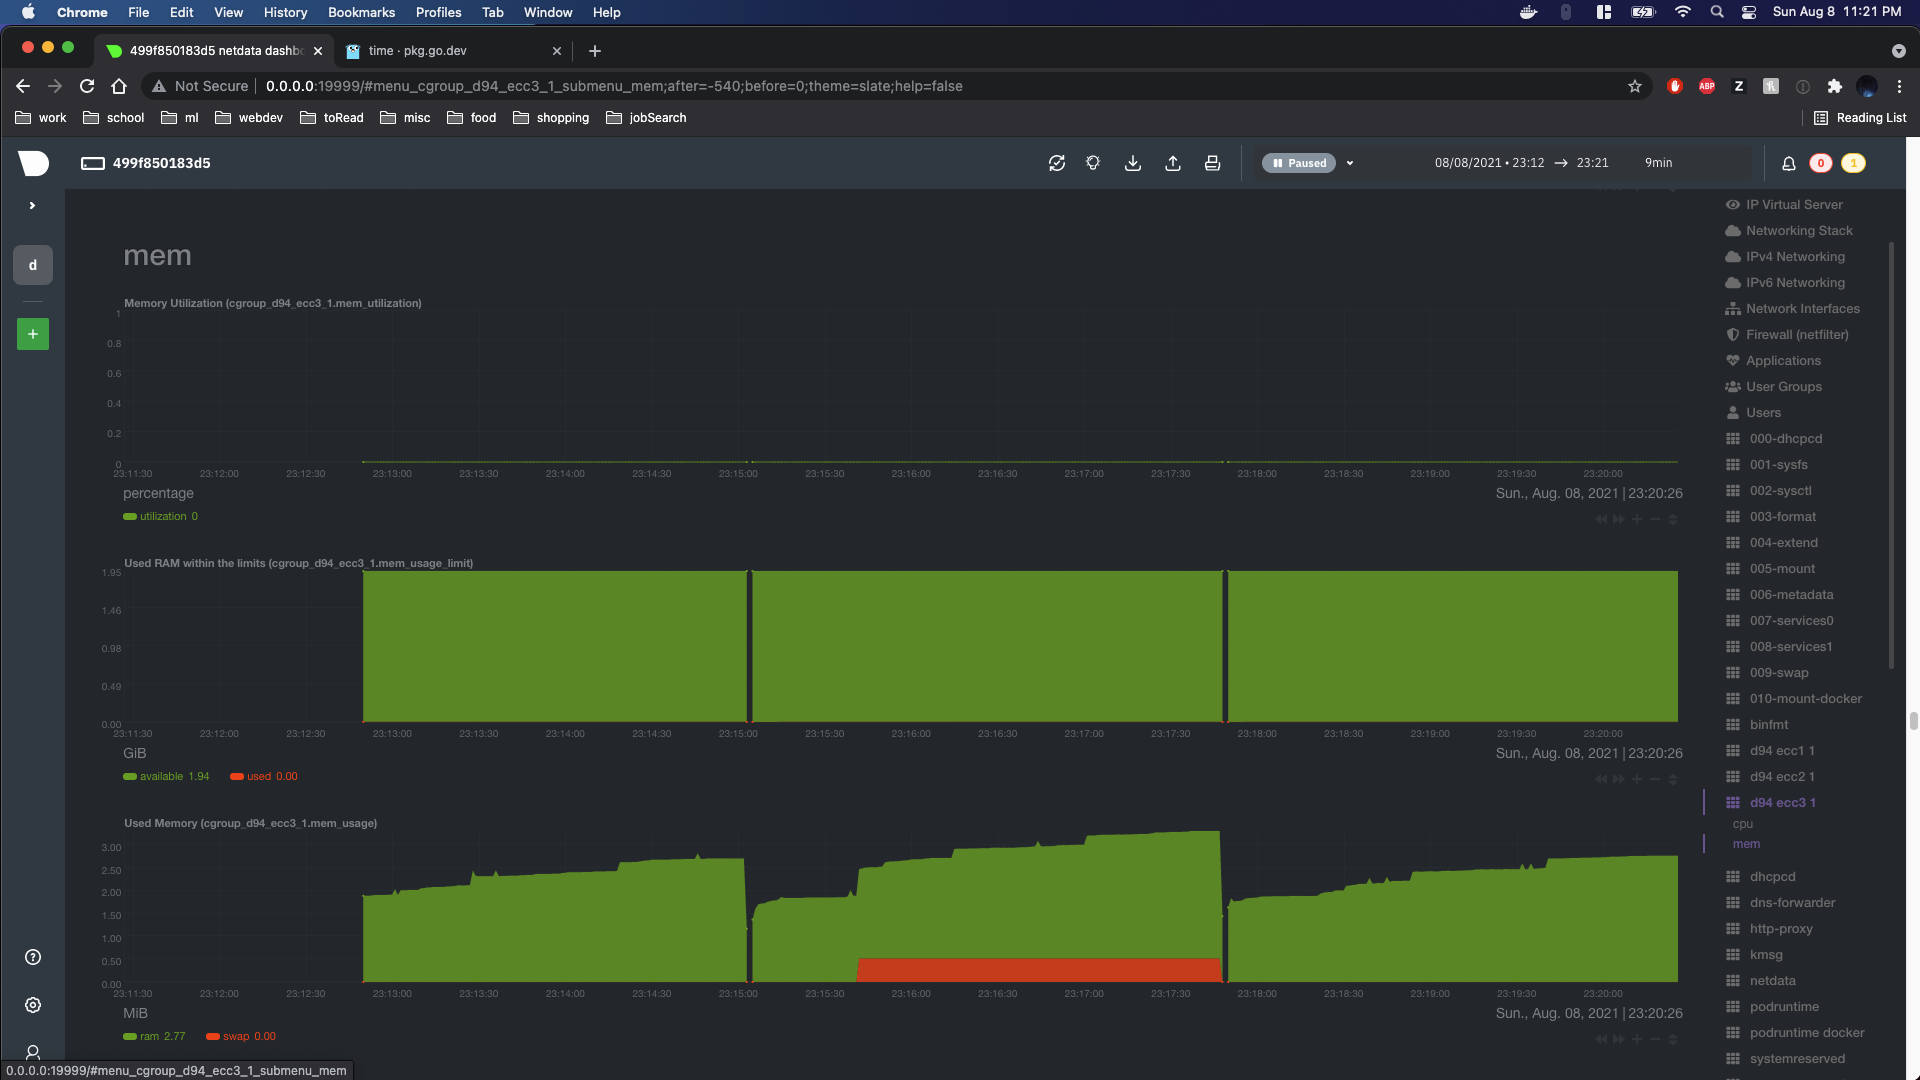 Chrome File Edit View History Bookmarks Profiles Tab Window Help Sun Aug 8 11:21 PM
499f850183d5 netdata dashbo time · pkg.go.dev
Not Secure 0.0.0.0:19999/#menu_cgroup_d94_ecc3_1_submenu_mem;after=-540;before=0;theme=slate;help=false ABP Z
work school ml webdev toRead misc food shopping jobSearch Reading List
499f850183d5 Paused 08/08/2021 • 23:12 → 23:21 9min 0 1
d
+
mem
Memory Utilization (cgroup_d94_ecc3_1.mem_utilization)
1
0.8
0.6
0.4
0.2
0
23:11:30 23:12:00 23:12:30 23:13:00 23:13:30 23:14:00 23:14:30 23:15:00 23:15:30 23:16:00 23:16:30 23:17:00 23:17:30 23:18:00 23:18:30 23:19:00 23:19:30 23:20:00
percentage Sun., Aug. 08, 2021 | 23:20:26
utilization 0
Used RAM within the limits (cgroup_d94_ecc3_1.mem_usage_limit)
1.95
1.46
0.98
0.49
0.00
23:11:30 23:12:00 23:12:30 23:13:00 23:13:30 23:14:00 23:14:30 23:15:00 23:15:30 23:16:00 23:16:30 23:17:00 23:17:30 23:18:00 23:18:30 23:19:00 23:19:30 23:20:00
GiB Sun., Aug. 08, 2021 | 23:20:26
available 1.94 used 0.00
Used Memory (cgroup_d94_ecc3_1.mem_usage)
3.00
2.50
2.00
1.50
1.00
0.50
0.00
23:11:30 23:12:00 23:12:30 23:13:00 23:13:30 23:14:00 23:14:30 23:15:00 23:15:30 23:16:00 23:16:30 23:17:00 23:17:30 23:18:00 23:18:30 23:19:00 23:19:30 23:20:00
MiB Sun., Aug. 08, 2021 | 23:20:26
ram 2.77 swap 0.00
IP Virtual Server
Networking Stack
IPv4 Networking
IPv6 Networking
Network Interfaces
Firewall (netfilter)
Applications
User Groups
Users
000-dhcpcd
001-sysfs
002-sysctl
003-format
004-extend
005-mount
006-metadata
007-services0
008-services1
009-swap
010-mount-docker
binfmt
d94 ecc1 1
d94 ecc2 1
d94 ecc3 1
cpu
mem
dhcpcd
dns-forwarder
http-proxy
kmsg
netdata
podruntime
podruntime docker
systemreserved
0.0.0.0:19999/#menu_cgroup_d94_ecc3_1_submenu_mem